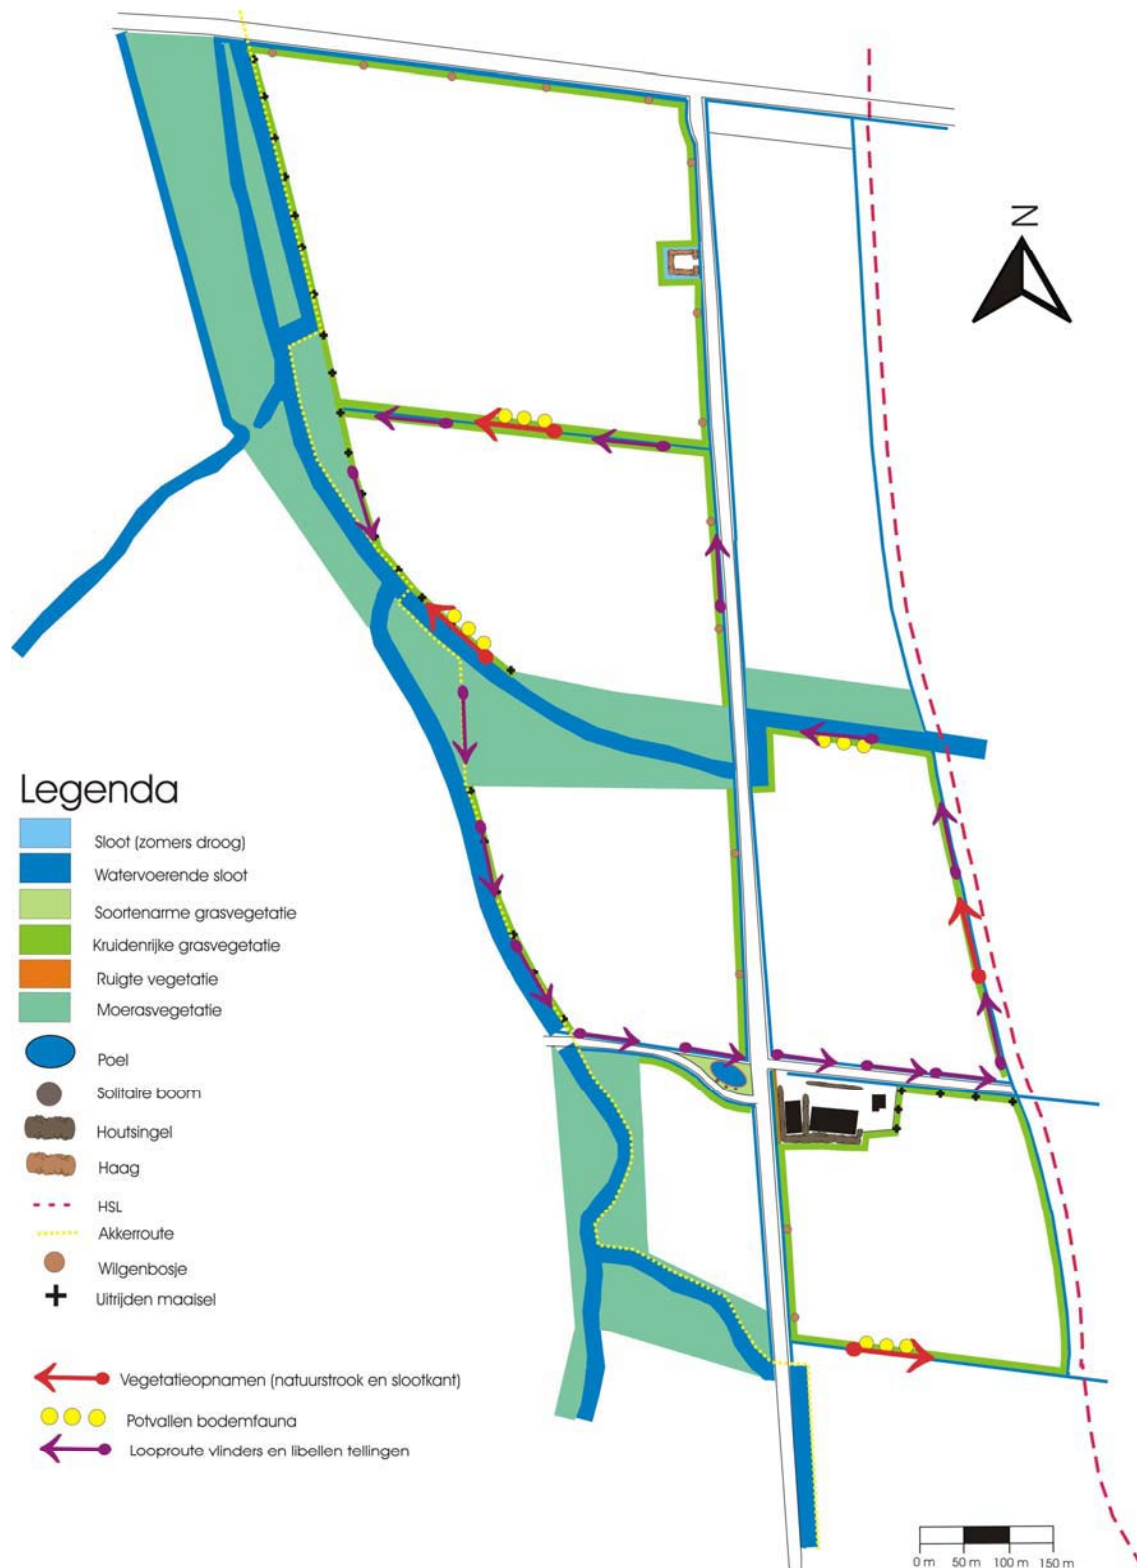 N
Legenda
Sloot (zomers droog)
Watervoerende sloot
Soortenarme grasvegetatie
Kruidenrijke grasvegetatie
Ruigte vegetatie
Moerasvegetatie
Poel
Solitaire boom
Houtsingel
Haag
HSL
Akkerroute
Wilgenbosje
Uitrijden maaisel
Vegetatieopnamen (natuurstrook en slootkant)
Potvallen bodemfauna
Looproute vlinders en libellen tellingen
0 m 50 m 100 m 150 m